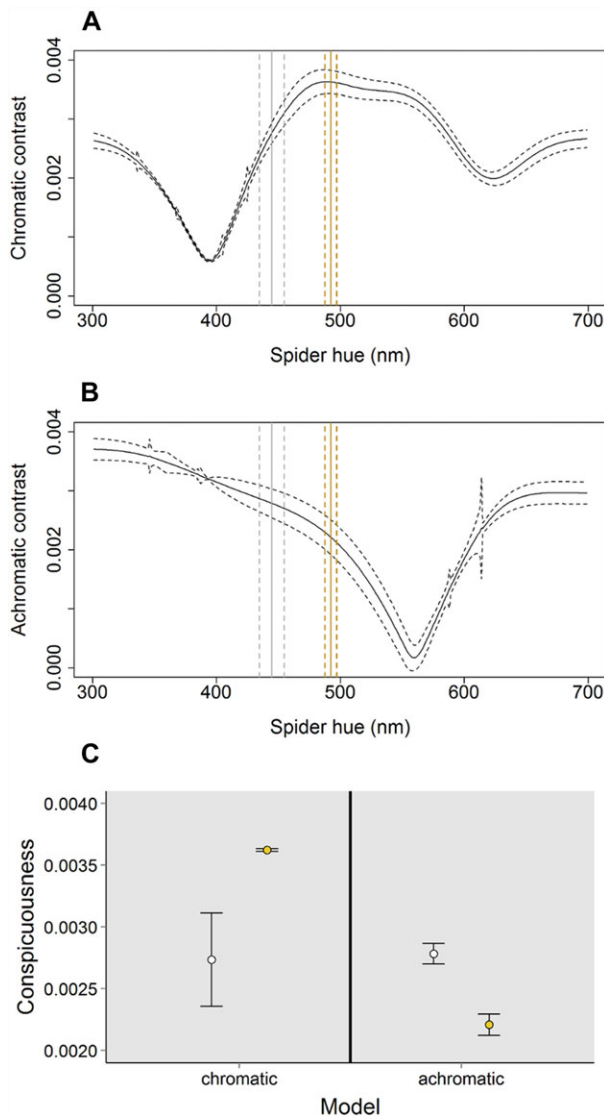 A
Chromatic contrast
0.004
0.002
0.000
300 400 500 600 700
Spider hue (nm)
B
Achromatic contrast
0.004
0.002
0.000
300 400 500 600 700
Spider hue (nm)
C
Conspicuousness
0.0040
0.0035
0.0030
0.0025
0.0020
chromatic achromatic
Model